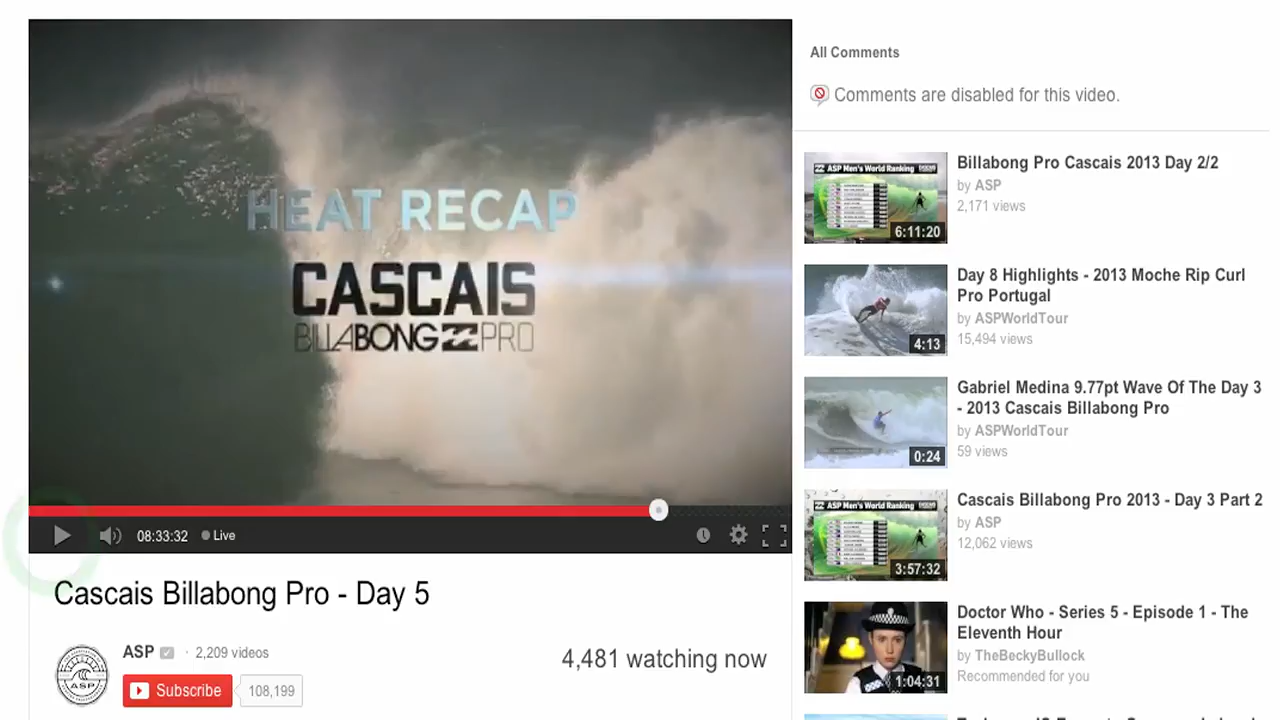 HEAT RECAP
CASCAIS
BILLABONG PRO
08:33:32 Live
Cascais Billabong Pro - Day 5
ASP · 2,209 videos
Subscribe 108,199
4,481 watching now
ASP
All Comments
Comments are disabled for this video.
ASP Men's World Ranking
6:11:20
Billabong Pro Cascais 2013 Day 2/2
by ASP
2,171 views
4:13
Day 8 Highlights - 2013 Moche Rip Curl
Pro Portugal
by ASPWorldTour
15,494 views
0:24
Gabriel Medina 9.77pt Wave Of The Day 3
- 2013 Cascais Billabong Pro
by ASPWorldTour
59 views
ASP Men's World Ranking
3:57:32
Cascais Billabong Pro 2013 - Day 3 Part 2
by ASP
12,062 views
1:04:31
Doctor Who - Series 5 - Episode 1 - The
Eleventh Hour
by TheBeckyBullock
Recommended for you